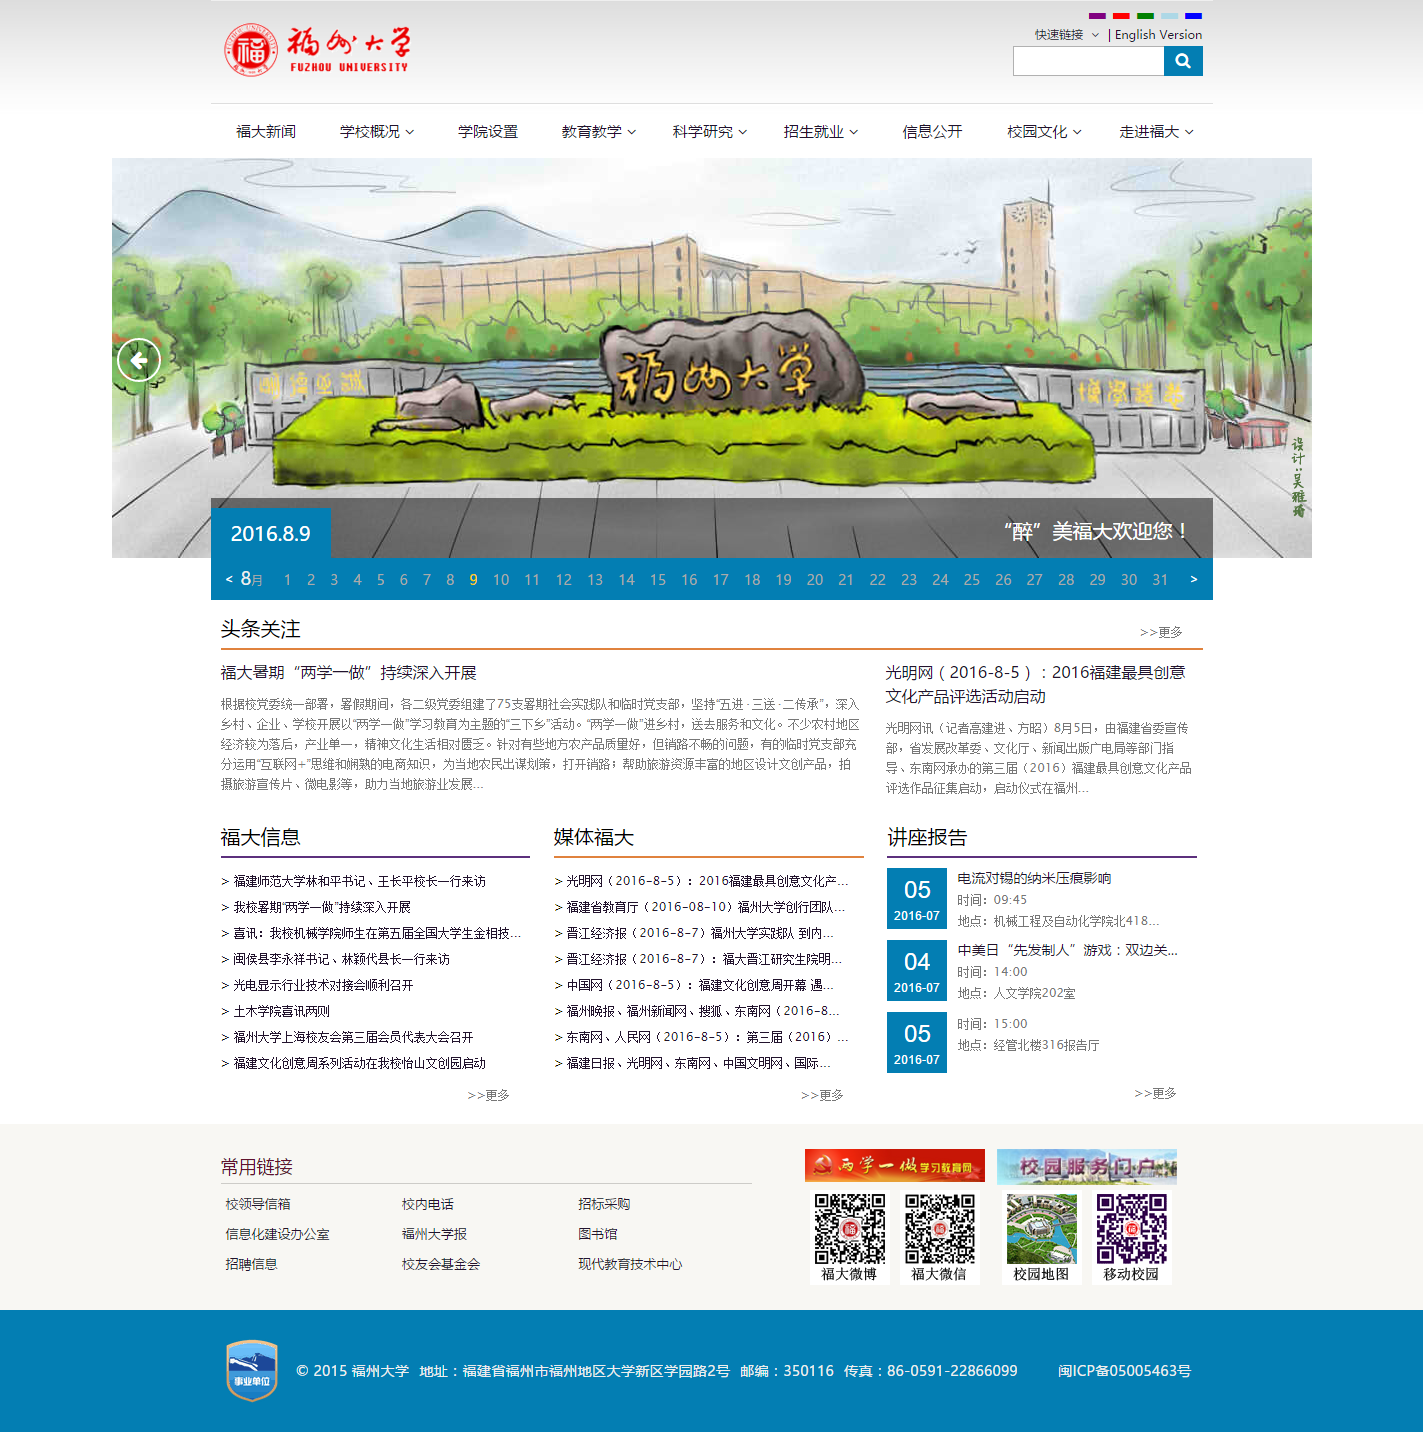 福州大学
FUZHOU UNIVERSITY
快速链接 | English Version
福大新闻 学校概况 学院设置 教育教学 科学研究 招生就业 信息公开 校园文化 走进福大
福州大学
设计:吴雅琦
2016.8.9
“醉”美福大欢迎您！
< 8月 1 2 3 4 5 6 7 8 9 10 11 12 13 14 15 16 17 18 19 20 21 22 23 24 25 26 27 28 29 30 31 >
头条关注
>>更多
福大暑期“两学一做”持续深入开展
根据校党委统一部署，暑假期间，各二级党委组建了75支暑期社会实践队和临时党支部，坚持“五进·三送·二传承”，深入
乡村、企业、学校开展以“两学一做”学习教育为主题的“三下乡”活动。“两学一做”进乡村，送去服务和文化。不少农村地区
经济较为落后，产业单一，精神文化生活相对匮乏。针对有些地方农产品质量好，但销路不畅的问题，有的临时党支部充
分运用“互联网+”思维和娴熟的电商知识，为当地农民出谋划策，打开销路；帮助旅游资源丰富的地区设计文创产品，拍
摄旅游宣传片、微电影等，助力当地旅游业发展...
光明网（2016-8-5）：2016福建最具创意
文化产品评选活动启动
光明网讯（记者高建进、方昭）8月5日，由福建省委宣传
部，省发展改革委、文化厅、新闻出版广电局等部门指
导、东南网承办的第三届（2016）福建最具创意文化产品
评选作品征集启动，启动仪式在福州...
福大信息
> 福建师范大学林和平书记、王长平校长一行来访
> 我校暑期“两学一做”持续深入开展
> 喜讯：我校机械学院师生在第五届全国大学生金相技...
> 闽侯县李永祥书记、林颖代县长一行来访
> 光电显示行业技术对接会顺利召开
> 土木学院喜讯两则
> 福州大学上海校友会第三届会员代表大会召开
> 福建文化创意周系列活动在我校怡山文创园启动
>>更多
媒体福大
> 光明网（2016-8-5）：2016福建最具创意文化产...
> 福建省教育厅（2016-08-10）福州大学创行团队...
> 晋江经济报（2016-8-7）福州大学实践队 到内...
> 晋江经济报（2016-8-7）：福大晋江研究生院明...
> 中国网（2016-8-5）：福建文化创意周开幕 遇...
> 福州晚报、福州新闻网、搜狐、东南网（2016-8...
> 东南网、人民网（2016-8-5）：第三届（2016）...
> 福建日报、光明网、东南网、中国文明网、国际...
>>更多
讲座报告
05
2016-07
电流对锡的纳米压痕影响
时间：09:45
地点：机械工程及自动化学院北418...
04
2016-07
中美日“先发制人”游戏：双边关...
时间：14:00
地点：人文学院202室
05
2016-07
时间：15:00
地点：经管北楼316报告厅
>>更多
常用链接
校领导信箱 校内电话 招标采购
信息化建设办公室 福州大学报 图书馆
招聘信息 校友会基金会 现代教育技术中心
两学一做学习教育网
校园服务门户
福大微博 福大微信 校园地图 移动校园
事业单位
© 2015 福州大学 地址：福建省福州市福州地区大学新区学园路2号 邮编：350116 传真：86-0591-22866099 闽ICP备05005463号